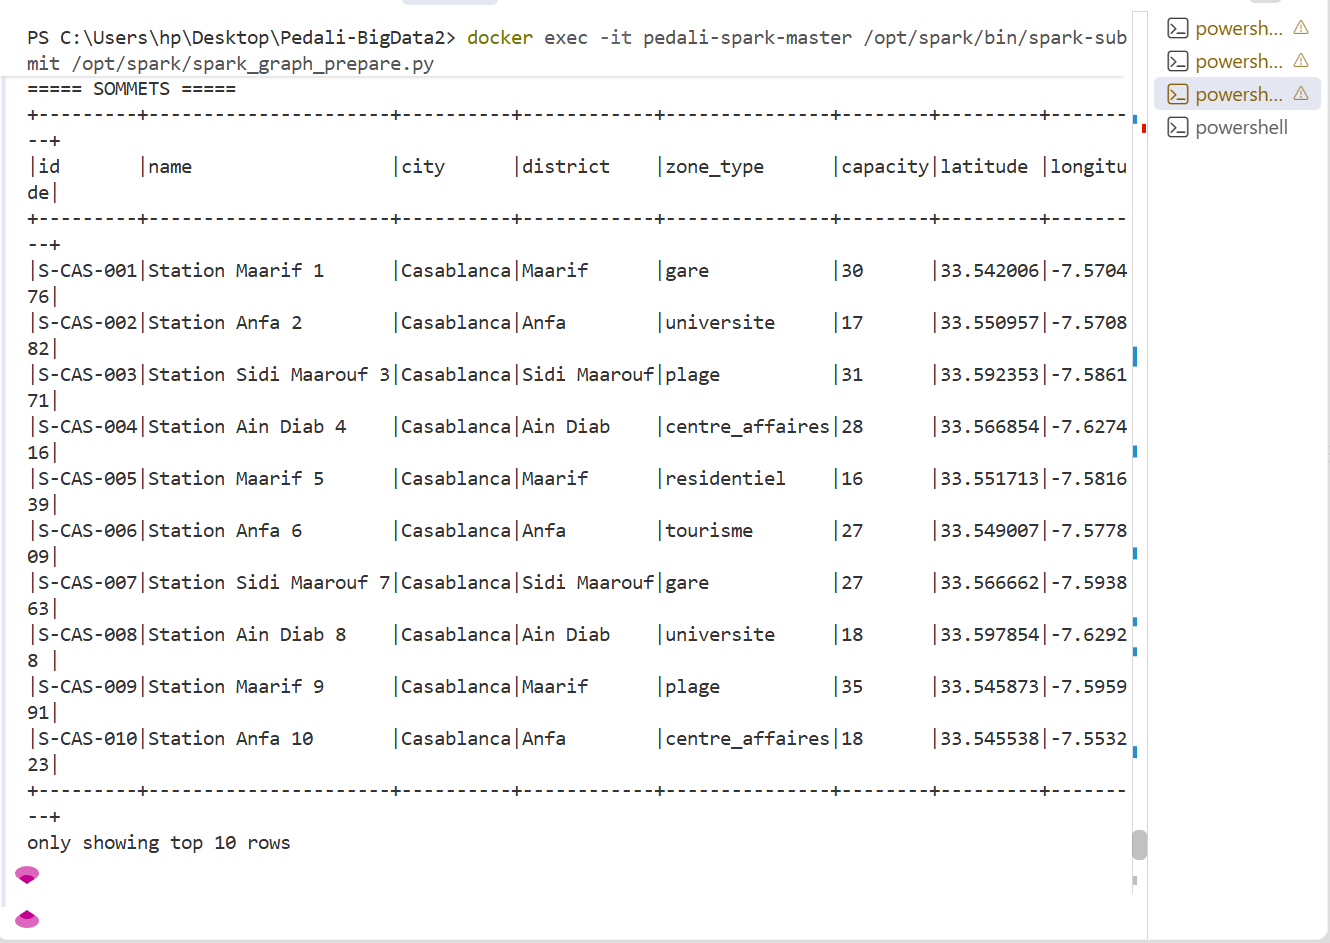 PS C:\Users\hp\Desktop\Pedali-BigData2> docker exec -it pedali-spark-master /opt/spark/bin/spark-sub
mit /opt/spark/spark_graph_prepare.py
===== SOMMETS =====
+---------+----------------------+----------+------------+---------------+--------+---------+-------
--+
|id       |name                  |city      |district    |zone_type      |capacity|latitude |longitu
de|
+---------+----------------------+----------+------------+---------------+--------+---------+-------
--+
|S-CAS-001|Station Maarif 1      |Casablanca|Maarif      |gare           |30      |33.542006|-7.5704
76|
|S-CAS-002|Station Anfa 2        |Casablanca|Anfa        |universite     |17      |33.550957|-7.5708
82|
|S-CAS-003|Station Sidi Maarouf 3|Casablanca|Sidi Maarouf|plage          |31      |33.592353|-7.5861
71|
|S-CAS-004|Station Ain Diab 4    |Casablanca|Ain Diab    |centre_affaires|28      |33.566854|-7.6274
16|
|S-CAS-005|Station Maarif 5      |Casablanca|Maarif      |residentiel    |16      |33.551713|-7.5816
39|
|S-CAS-006|Station Anfa 6        |Casablanca|Anfa        |tourisme       |27      |33.549007|-7.5778
09|
|S-CAS-007|Station Sidi Maarouf 7|Casablanca|Sidi Maarouf|gare           |27      |33.566662|-7.5938
63|
|S-CAS-008|Station Ain Diab 8    |Casablanca|Ain Diab    |universite     |18      |33.597854|-7.6292
8 |
|S-CAS-009|Station Maarif 9      |Casablanca|Maarif      |plage          |35      |33.545873|-7.5959
91|
|S-CAS-010|Station Anfa 10       |Casablanca|Anfa        |centre_affaires|18      |33.545538|-7.5532
23|
+---------+----------------------+----------+------------+---------------+--------+---------+-------
--+
only showing top 10 rows
powersh...
powersh...
powersh...
powershell